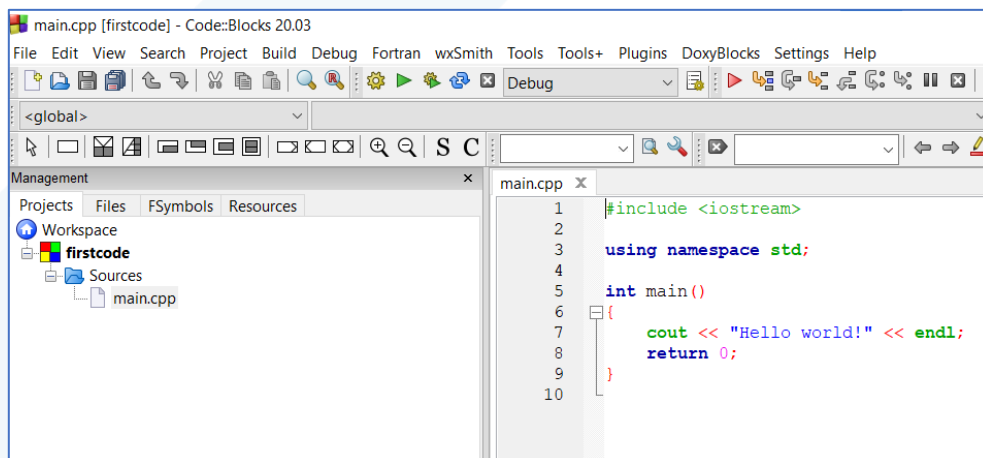 main.cpp [firstcode] - Code::Blocks 20.03
File Edit View Search Project Build Debug Fortran wxSmith Tools Tools+ Plugins DoxyBlocks Settings Help
Debug
<global>
S C
Management
main.cpp
Projects Files FSymbols Resources
Workspace
firstcode
Sources
main.cpp
1 #include <iostream>
2
3 using namespace std;
4
5 int main()
6 {
7 cout << "Hello world!" << endl;
8 return 0;
9 }
10